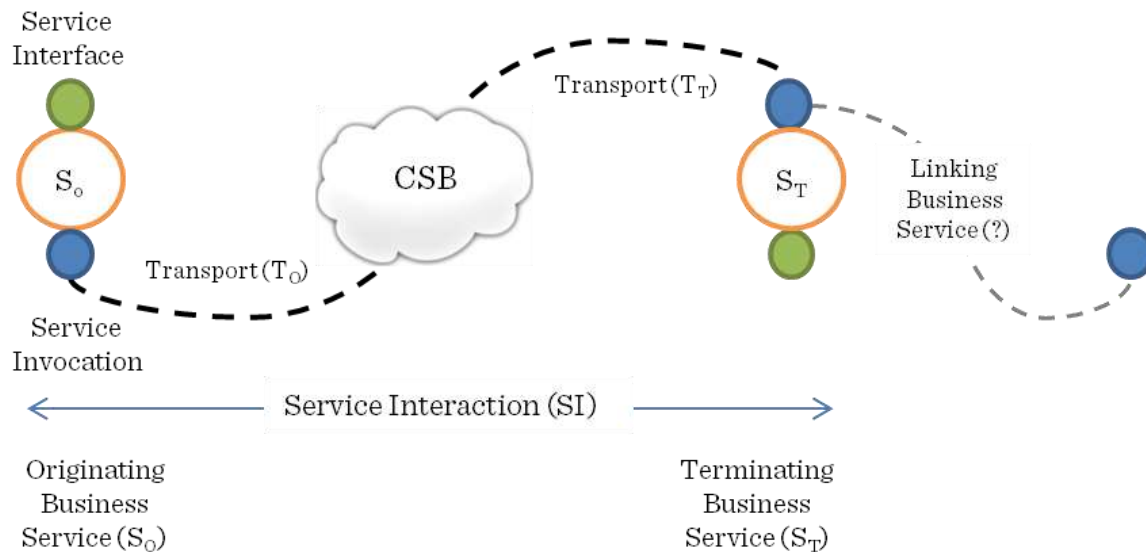 Service
Interface
S₀
Service
Invocation
Transport (T_O)
CSB
Transport (T_T)
S_T
Linking
Business
Service (?)
Service Interaction (SI)
Originating
Business
Service (S_O)
Terminating
Business
Service (S_T)